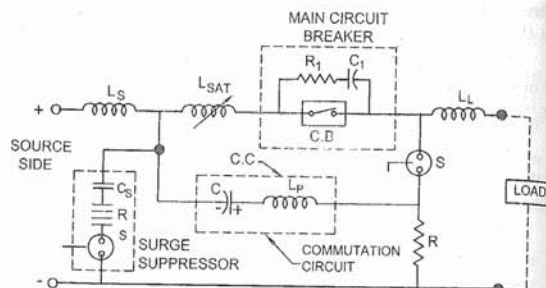 MAIN CIRCUIT
BREAKER
R1
C1
LS
LSAT
LL
+
C.B
SOURCE
SIDE
C.C
S
CS
C
- +
LP
LOAD
R
S
SURGE
SUPPRESSOR
COMMUTATION
CIRCUIT
R
-